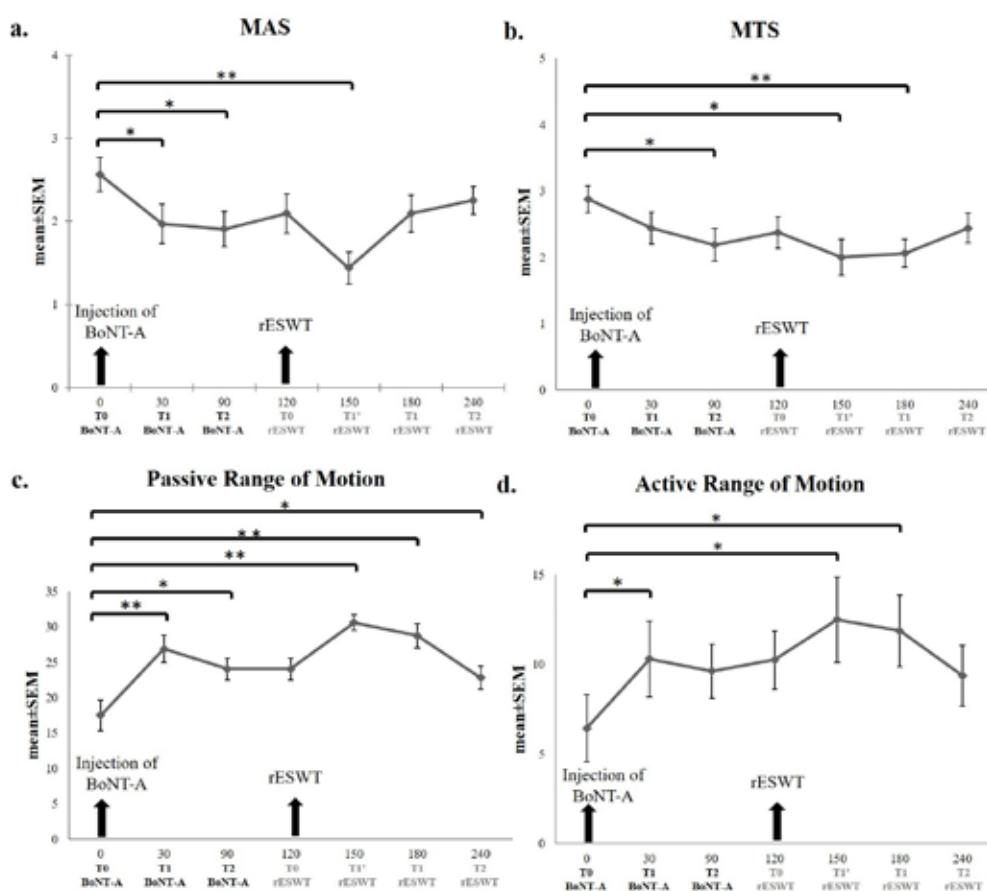 a.
MAS
**
*
*
4
3
2
1
0
mean±SEM
Injection of
BoNT-A
rESWT
0 30 90 120 150 180 240
T0 T1 T2 T0 T1' T1 T2
BoNT-A BoNT-A BoNT-A rESWT rESWT rESWT rESWT
b.
MTS
**
*
*
5
4
3
2
1
0
mean±SEM
Injection of
BoNT-A
rESWT
0 30 90 120 150 180 240
T0 T1 T2 T0 T1' T1 T2
BoNT-A BoNT-A BoNT-A rESWT rESWT rESWT rESWT
c.
Passive Range of Motion
*
**
**
*
**
35
30
25
20
15
10
5
0
mean±SEM
Injection of
BoNT-A
rESWT
0 30 90 120 150 180 240
T0 T1 T2 T0 T1' T1 T2
BoNT-A BoNT-A BoNT-A rESWT rESWT rESWT rESWT
d.
Active Range of Motion
*
*
*
15
10
5
0
mean±SEM
Injection of
BoNT-A
rESWT
0 30 90 120 150 180 240
T0 T1 T2 T0 T1' T1 T2
BoNT-A BoNT-A BoNT-A rESWT rESWT rESWT rESWT